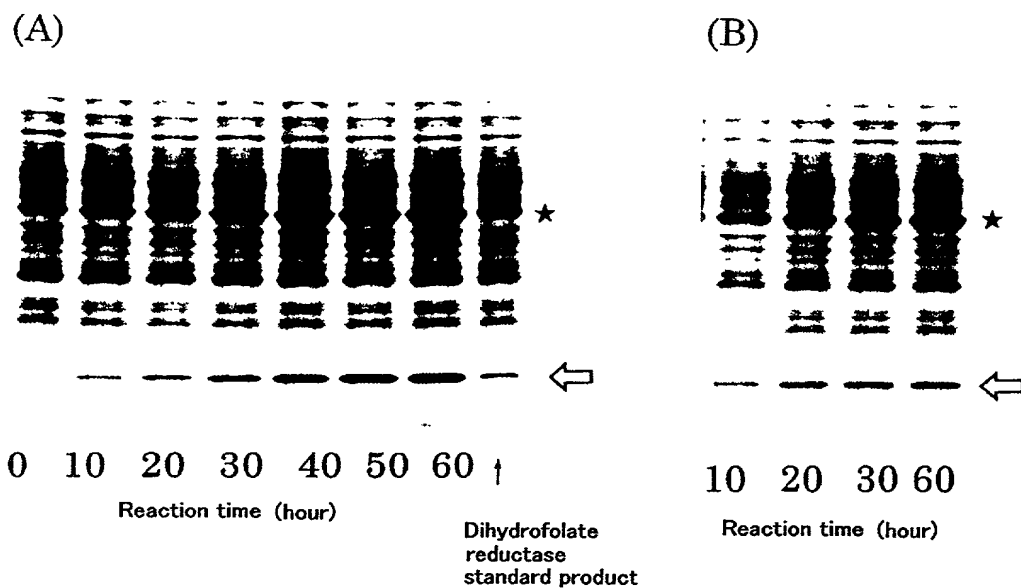 (A)
(B)
0 10 20 30 40 50 60
Reaction time (hour)
Dihydrofolate
reductase
standard product
10 20 30 60
Reaction time (hour)